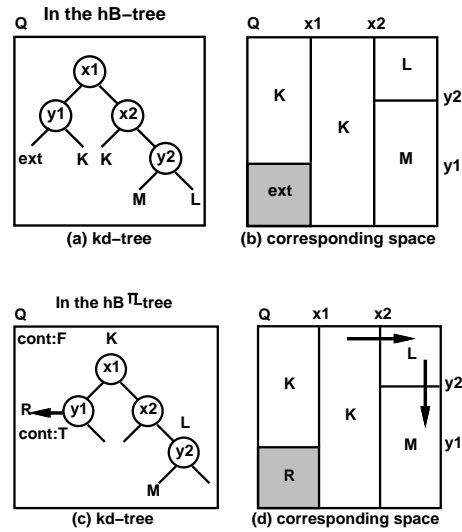 In the hB-tree
Q
x1
y1
x2
y2
ext
K
K
M
L
(a) kd-tree
Q
x1
x2
K
K
L
M
ext
y2
y1
(b) corresponding space
In the hBπ-tree
Q
cont:F
K
x1
R
y1
x2
cont:T
L
y2
M
(c) kd-tree
Q
x1
x2
K
K
L
M
R
y2
y1
(d) corresponding space